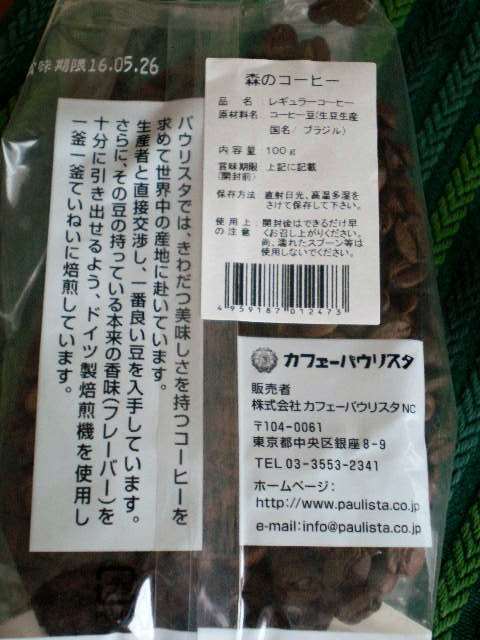 賞味期限16.05.26
森のコーヒー
品 名:レギュラーコーヒー
原材料名:コーヒー豆(生豆生産
国名/ブラジル)
内容量:100g
賞味期限:上記に記載
(開封前)
保存方法 直射日光、高温多湿を
さけて保存して下さい。
使用上:開封後はできるだけ早
の注意 くお召し上がりください。
尚、濡れたスプーン等は
使用しないでください。
4959187012473
パウリスタでは、きわだつ美味しさを持つコーヒーを
求めて世界中の産地に赴いています。
生産者と直接交渉し、一番良い豆を入手しています。
さらに、その豆の持っている本来の香味(フレーバー)を
十分に引き出せるよう、ドイツ製焙煎機を使用し
一釜一釜ていねいに焙煎しています。
カフェーパウリスタ
販売者
株式会社カフェーパウリスタNC
〒104-0061
東京都中央区銀座8-9
TEL 03-3553-2341
ホームページ:
http://www.paulista.co.jp
e-mail:info@paulista.co.jp